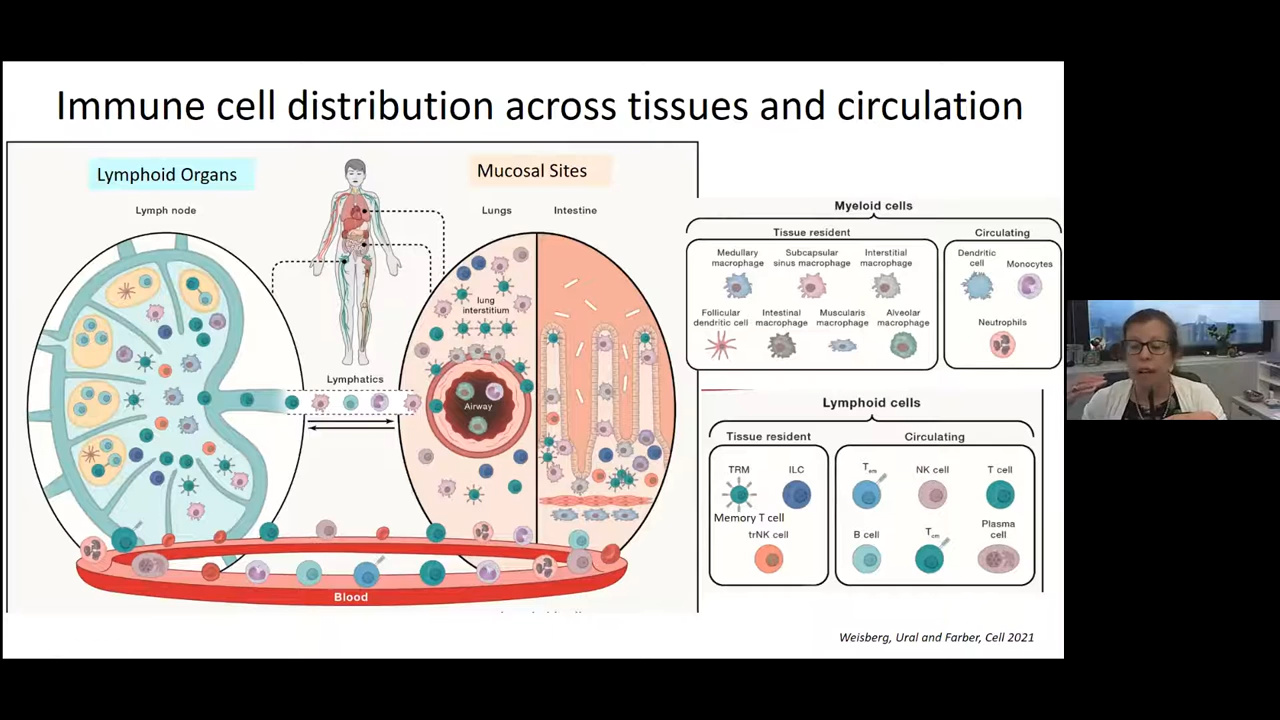 Immune cell distribution across tissues and circulation
Lymphoid Organs
Mucosal Sites
Lymph node
Lungs
Intestine
lung
interstitium
Lymphatics
Airway
Blood
Myeloid cells
Tissue resident
Circulating
Medullary
macrophage
Subcapsular
sinus macrophage
Interstitial
macrophage
Dendritic
cell
Monocytes
Follicular
dendritic cell
Intestinal
macrophage
Muscularis
macrophage
Alveolar
macrophage
Neutrophils
Lymphoid cells
Tissue resident
Circulating
TRM
ILC
Tem
NK cell
T cell
Memory T cell
trNK cell
B cell
Tcm
Plasma
cell
Weisberg, Ural and Farber, Cell 2021